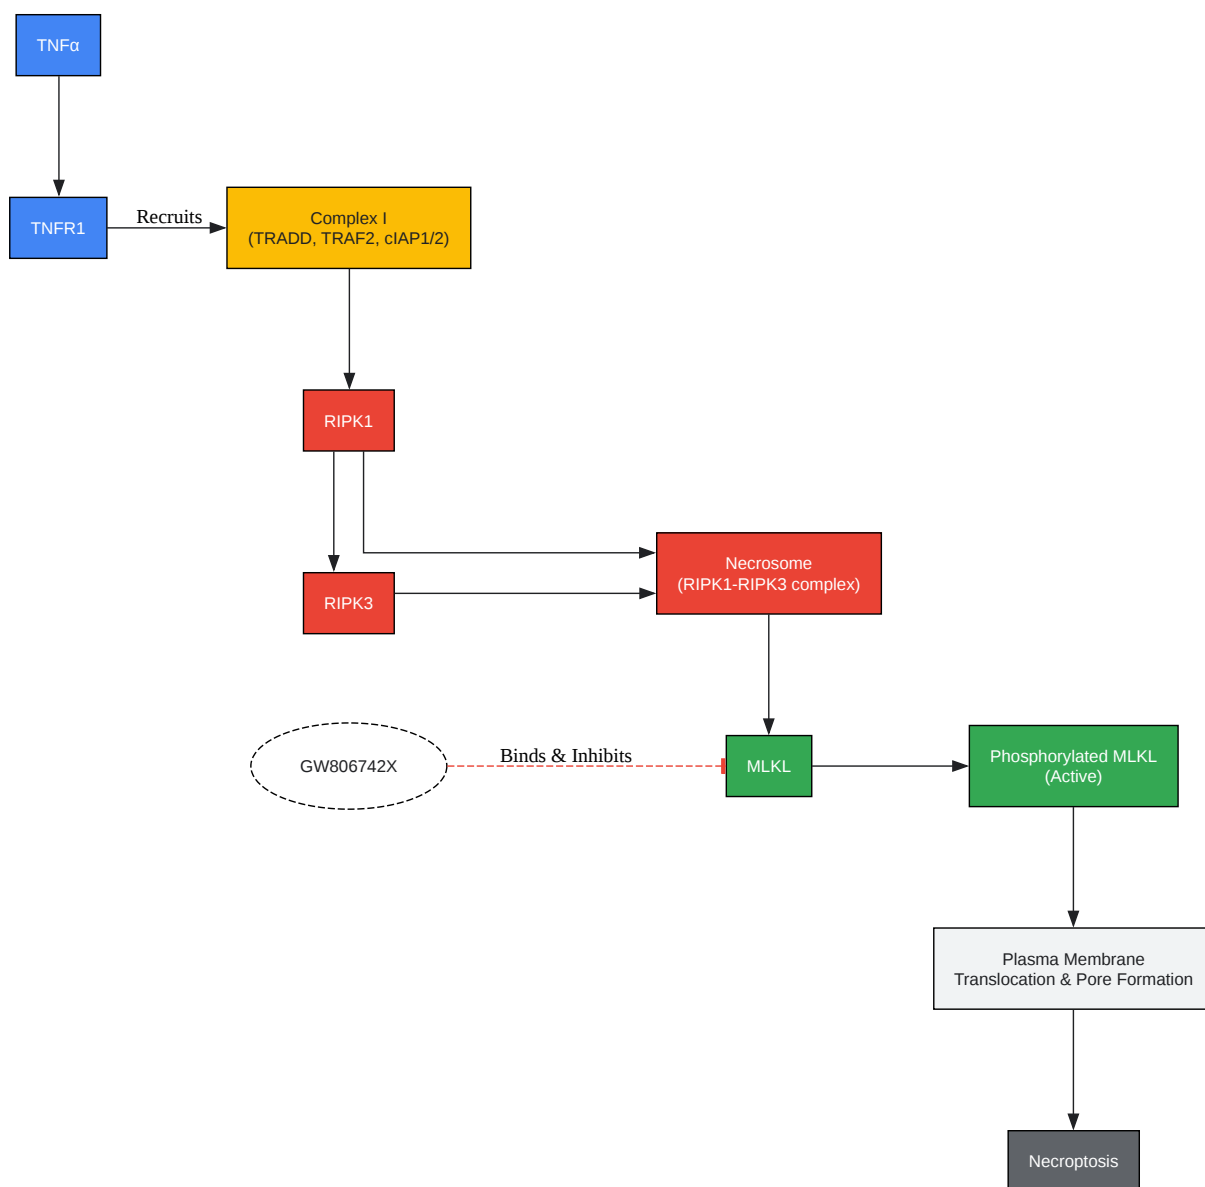 TNFα
TNFR1
Recruits
Complex I
(TRADD, TRAF2, cIAP1/2)
RIPK1
RIPK3
Necrosome
(RIPK1-RIPK3 complex)
GW806742X
Binds & Inhibits
MLKL
Phosphorylated MLKL
(Active)
Plasma Membrane
Translocation & Pore Formation
Necroptosis